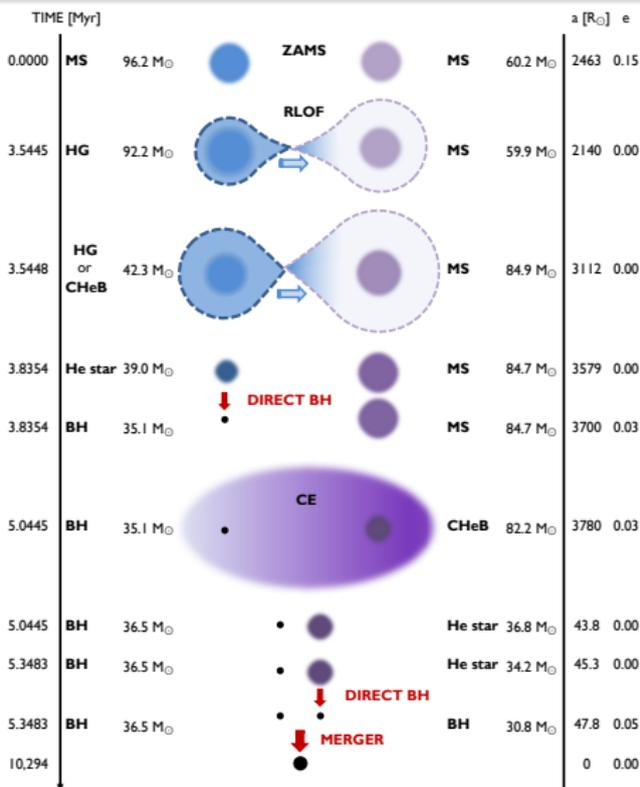 TIME [Myr] a [R☉] e
0.0000 MS 96.2 M☉ ZAMS MS 60.2 M☉ 2463 0.15
RLOF
3.5445 HG 92.2 M☉ MS 59.9 M☉ 2140 0.00
HG
or
CHeB
3.5448 42.3 M☉ MS 84.9 M☉ 3112 0.00
3.8354 He star 39.0 M☉ MS 84.7 M☉ 3579 0.00
DIRECT BH
3.8354 BH 35.1 M☉ MS 84.7 M☉ 3700 0.03
CE
5.0445 BH 35.1 M☉ CHeB 82.2 M☉ 3780 0.03
5.0445 BH 36.5 M☉ He star 36.8 M☉ 43.8 0.00
5.3483 BH 36.5 M☉ He star 34.2 M☉ 45.3 0.00
DIRECT BH
5.3483 BH 36.5 M☉ BH 30.8 M☉ 47.8 0.05
MERGER
10,294 0 0.00